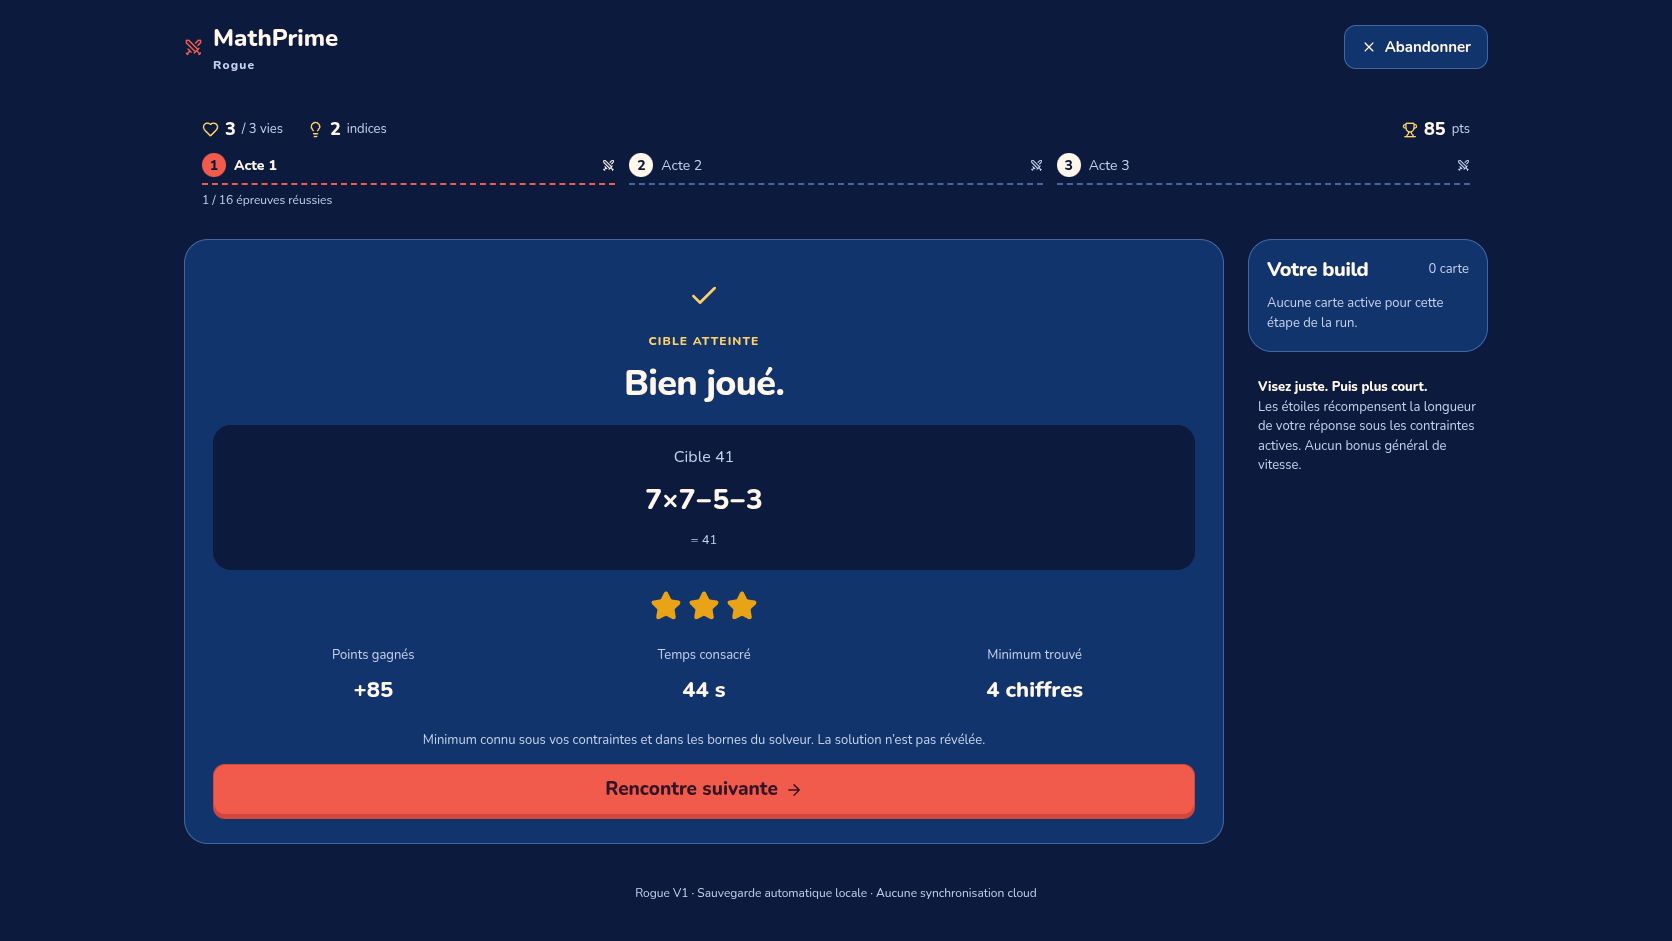 MathPrime
Rogue
Abandonner
3 / 3 vies 2 indices 85 pts
1 Acte 1 2 Acte 2 3 Acte 3
1 / 16 épreuves réussies
CIBLE ATTEINTE
Bien joué.
Cible 41
7×7−5−3
= 41
Points gagnés Temps consacré Minimum trouvé
+85 44 s 4 chiffres
Minimum connu sous vos contraintes et dans les bornes du solveur. La solution n'est pas révélée.
Rencontre suivante →
Votre build 0 carte
Aucune carte active pour cette
étape de la run.
Visez juste. Puis plus court.
Les étoiles récompensent la longueur
de votre réponse sous les contraintes
actives. Aucun bonus général de
vitesse.
Rogue V1 · Sauvegarde automatique locale · Aucune synchronisation cloud